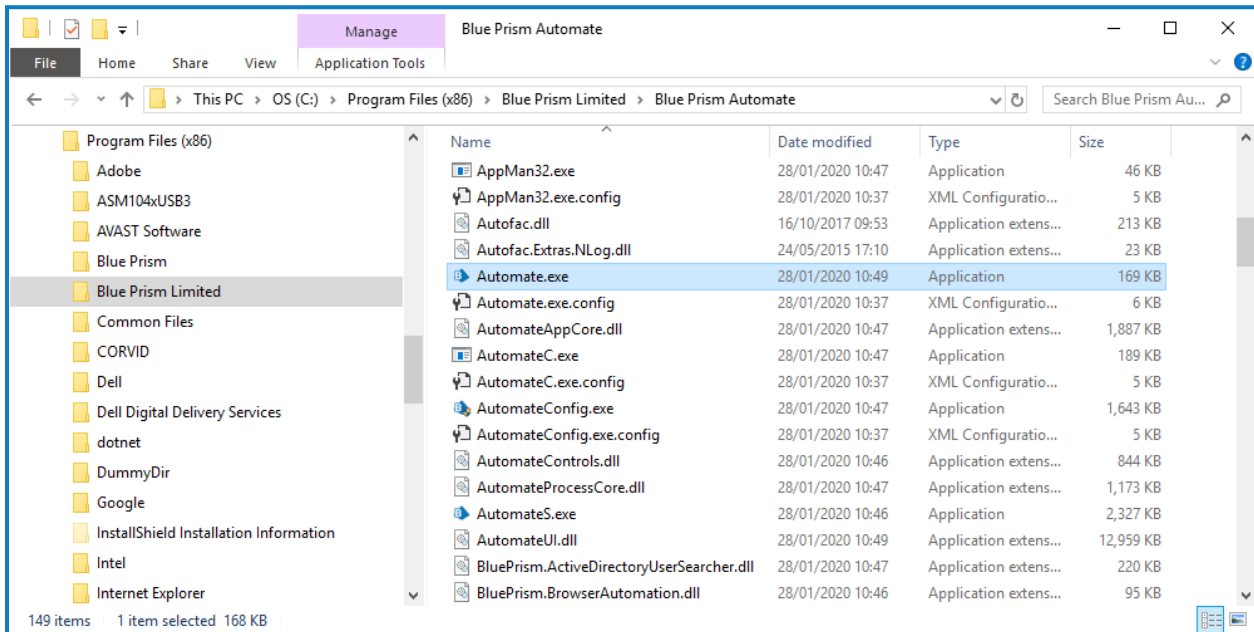 Manage Blue Prism Automate
File Home Share View Application Tools ?
This PC > OS (C:) > Program Files (x86) > Blue Prism Limited > Blue Prism Automate Search Blue Prism Au...
Program Files (x86)
Adobe
ASM104xUSB3
AVAST Software
Blue Prism
Blue Prism Limited
Common Files
CORVID
Dell
Dell Digital Delivery Services
dotnet
DummyDir
Google
InstallShield Installation Information
Intel
Internet Explorer
Name Date modified Type Size
AppMan32.exe 28/01/2020 10:47 Application 46 KB
AppMan32.exe.config 28/01/2020 10:37 XML Configuratio... 5 KB
Autofac.dll 16/10/2017 09:53 Application extens... 213 KB
Autofac.Extras.NLog.dll 24/05/2015 17:10 Application extens... 23 KB
Automate.exe 28/01/2020 10:49 Application 169 KB
Automate.exe.config 28/01/2020 10:37 XML Configuratio... 6 KB
AutomateAppCore.dll 28/01/2020 10:47 Application extens... 1,887 KB
AutomateC.exe 28/01/2020 10:47 Application 189 KB
AutomateC.exe.config 28/01/2020 10:37 XML Configuratio... 5 KB
AutomateConfig.exe 28/01/2020 10:47 Application 1,643 KB
AutomateConfig.exe.config 28/01/2020 10:37 XML Configuratio... 5 KB
AutomateControls.dll 28/01/2020 10:46 Application extens... 844 KB
AutomateProcessCore.dll 28/01/2020 10:47 Application extens... 1,173 KB
AutomateS.exe 28/01/2020 10:46 Application 2,327 KB
AutomateUI.dll 28/01/2020 10:49 Application extens... 12,959 KB
BluePrism.ActiveDirectoryUserSearcher.dll 28/01/2020 10:47 Application extens... 220 KB
BluePrism.BrowserAutomation.dll 28/01/2020 10:46 Application extens... 95 KB
149 items 1 item selected 168 KB